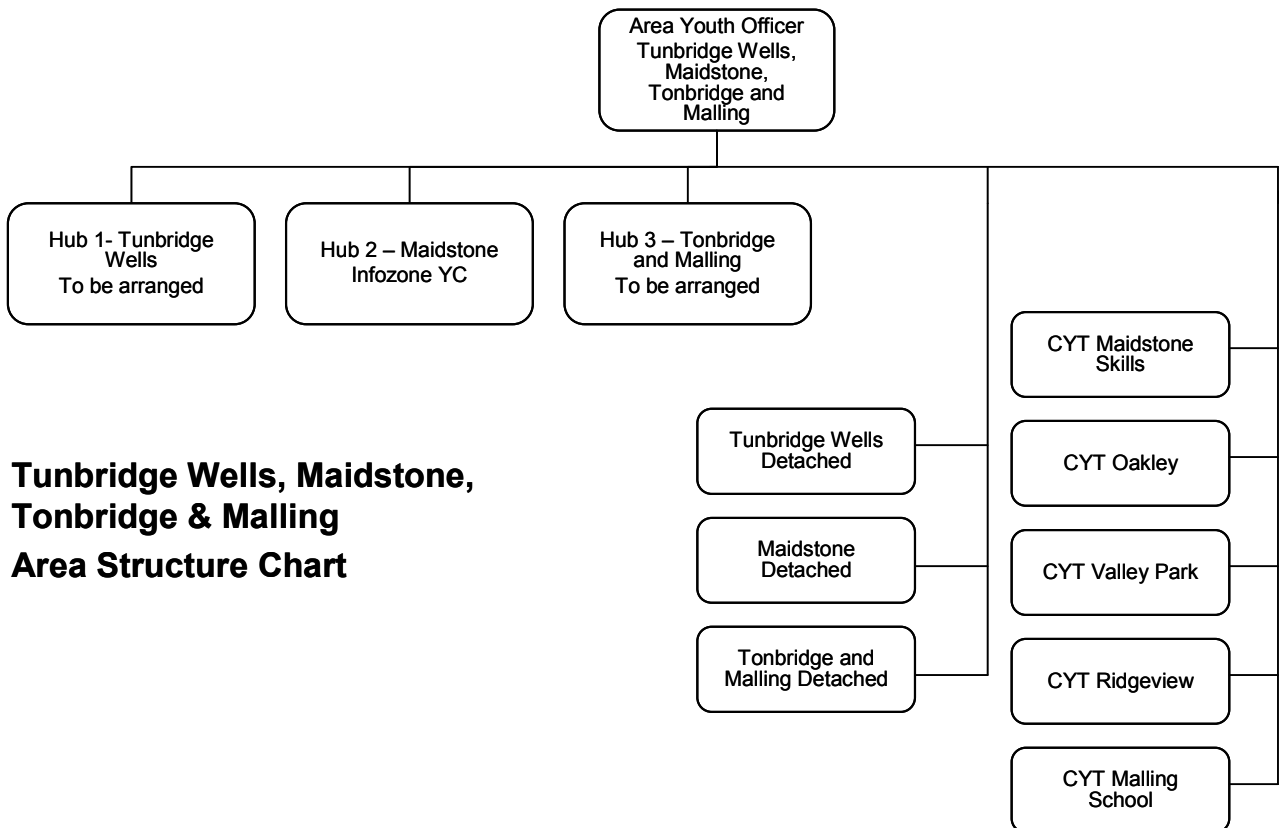 Area Youth Officer
Tunbridge Wells,
Maidstone,
Tonbridge and
Malling
Hub 1- Tunbridge
Wells
To be arranged
Hub 2 – Maidstone
Infozone YC
Hub 3 – Tonbridge
and Malling
To be arranged
CYT Maidstone
Skills
Tunbridge Wells
Detached
CYT Oakley
Tunbridge Wells, Maidstone,
Tonbridge & Malling
Area Structure Chart
Maidstone
Detached
CYT Valley Park
Tonbridge and
Malling Detached
CYT Ridgeview
CYT Malling
School